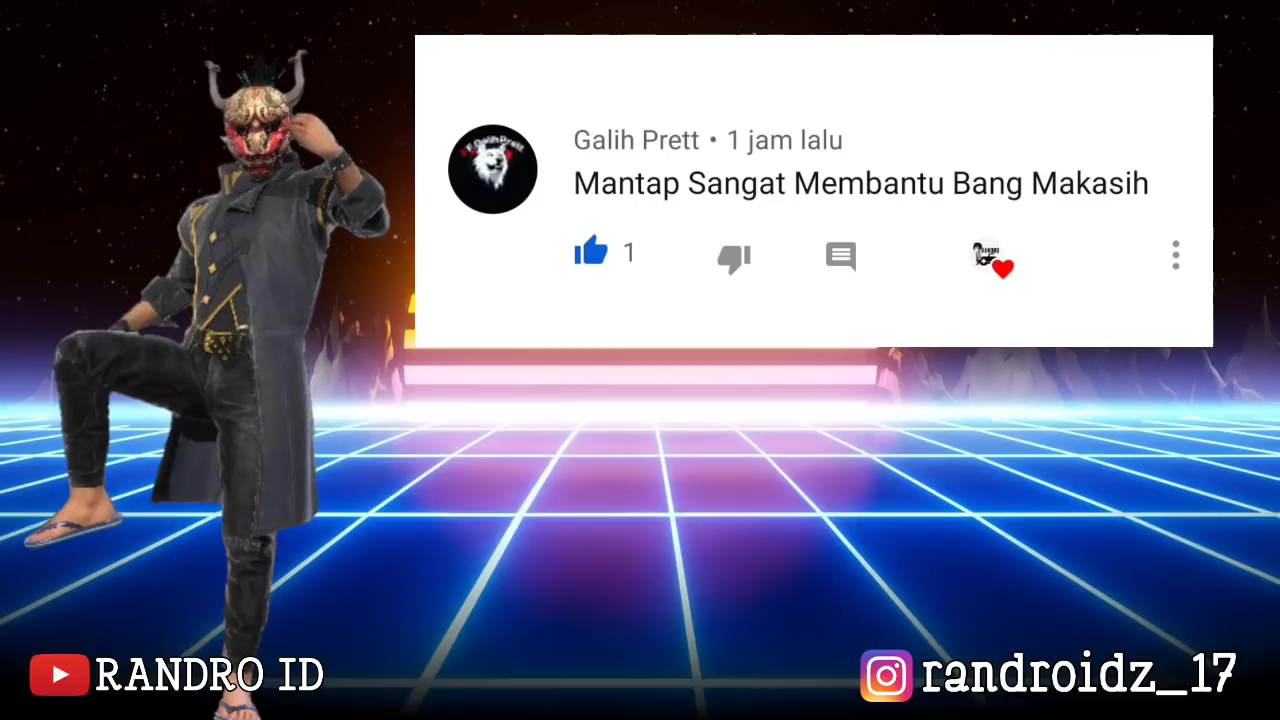 Galih Prett • 1 jam lalu
Mantap Sangat Membantu Bang Makasih
1
RANDRO ID
randroidz_17